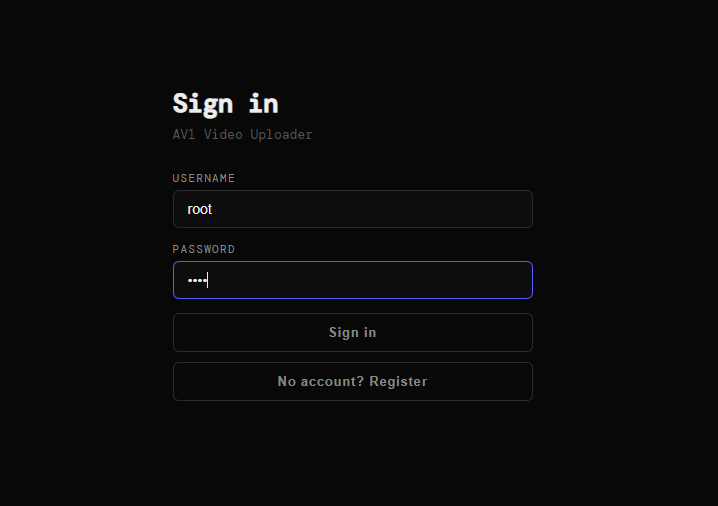 Sign in
AV1 Video Uploader
USERNAME
root
PASSWORD
••••
Sign in
No account? Register